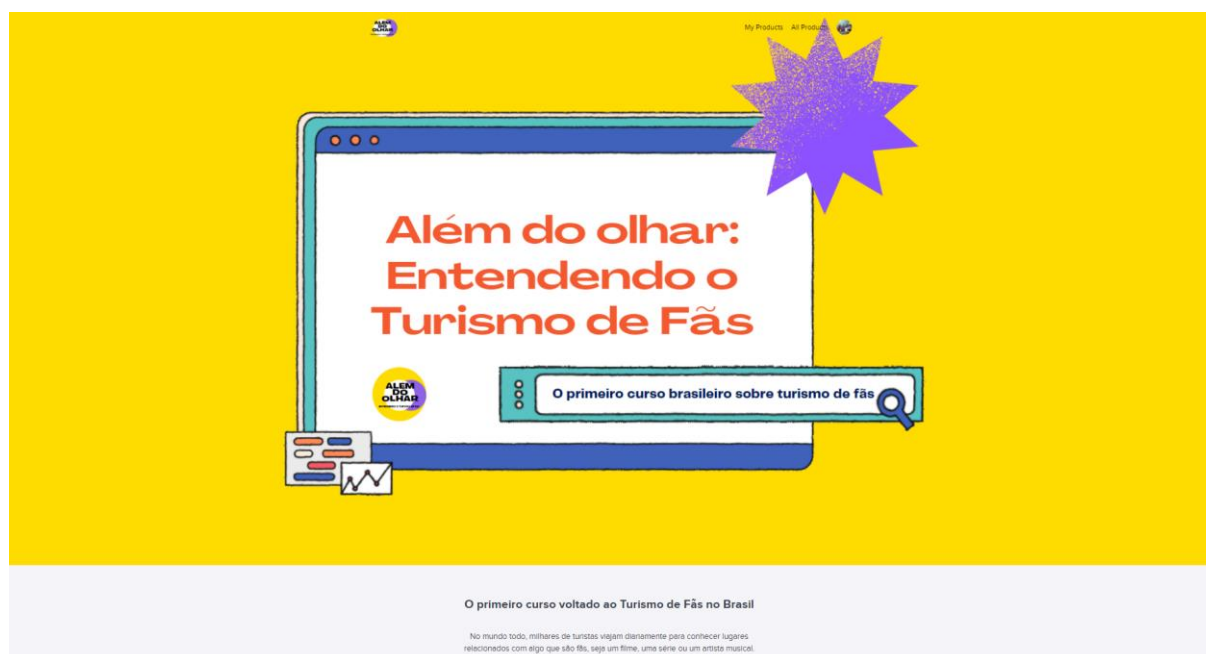 ALÉM
DO
OLHAR
My Products All Products
Além do olhar:
Entendendo o
Turismo de Fãs
ALÉM
DO
OLHAR
O primeiro curso brasileiro sobre turismo de fãs
O primeiro curso voltado ao Turismo de Fãs no Brasil
No mundo todo, milhares de turistas viajam diariamente para conhecer lugares
relacionados com algo que são fãs, seja um filme, uma série ou um artista musical.